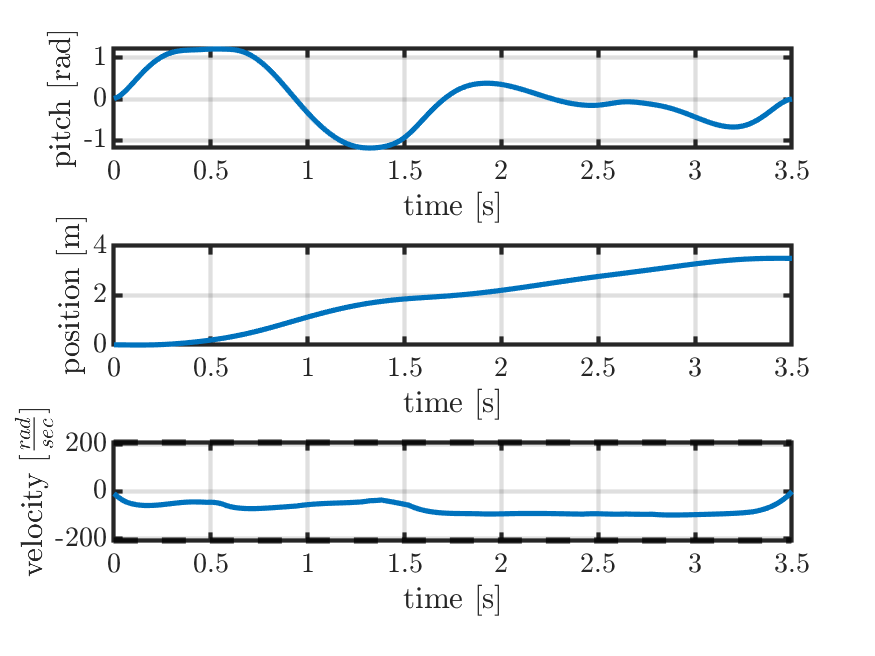 pitch [rad]
1
0
-1
0 0.5 1 1.5 2 2.5 3 3.5
time [s]
position [m]
4
2
0
0 0.5 1 1.5 2 2.5 3 3.5
time [s]
velocity [rad/sec]
200
0
-200
0 0.5 1 1.5 2 2.5 3 3.5
time [s]